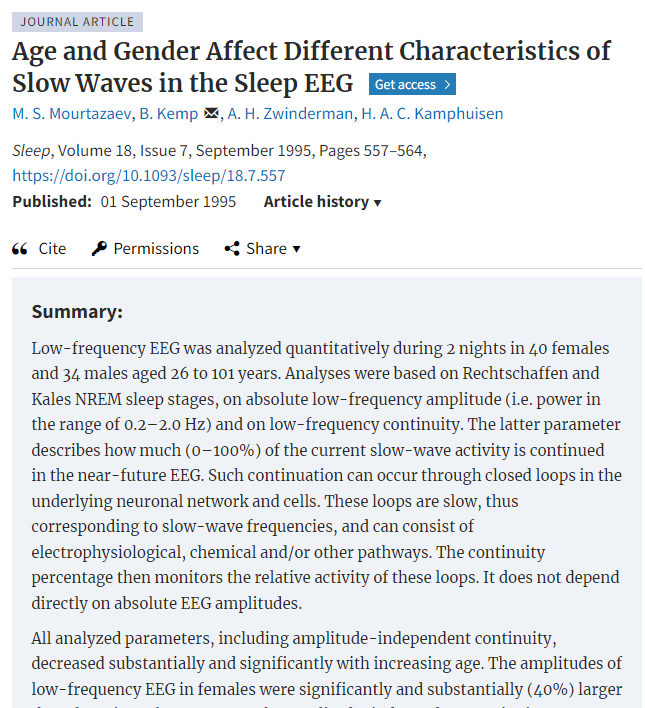 JOURNAL ARTICLE
Age and Gender Affect Different Characteristics of
Slow Waves in the Sleep EEG Get access
M. S. Mourtazaev, B. Kemp, A. H. Zwinderman, H. A. C. Kamphuisen
Sleep, Volume 18, Issue 7, September 1995, Pages 557–564,
https://doi.org/10.1093/sleep/18.7.557
Published: 01 September 1995 Article history
Cite Permissions Share
Summary:
Low-frequency EEG was analyzed quantitatively during 2 nights in 40 females
and 34 males aged 26 to 101 years. Analyses were based on Rechtschaffen and
Kales NREM sleep stages, on absolute low-frequency amplitude (i.e. power in
the range of 0.2–2.0 Hz) and on low-frequency continuity. The latter parameter
describes how much (0–100%) of the current slow-wave activity is continued
in the near-future EEG. Such continuation can occur through closed loops in the
underlying neuronal network and cells. These loops are slow, thus
corresponding to slow-wave frequencies, and can consist of
electrophysiological, chemical and/or other pathways. The continuity
percentage then monitors the relative activity of these loops. It does not depend
directly on absolute EEG amplitudes.
All analyzed parameters, including amplitude-independent continuity,
decreased substantially and significantly with increasing age. The amplitudes of
low-frequency EEG in females were significantly and substantially (40%) larger